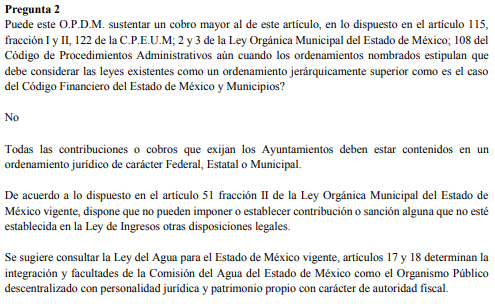 Pregunta 2
Puede este O.P.D.M. sustentar un cobro mayor al de este artículo, en lo dispuesto en el artículo 115,
fracción I y II, 122 de la C.P.E.U.M; 2 y 3 de la Ley Orgánica Municipal del Estado de México; 108 del
Código de Procedimientos Administrativos aún cuando los ordenamientos nombrados estipulan que
debe considerar las leyes existentes como un ordenamiento jerárquicamente superior como es el caso
del Código Financiero del Estado de México y Municipios?
No
Todas las contribuciones o cobros que exijan los Ayuntamientos deben estar contenidos en un
ordenamiento jurídico de carácter Federal, Estatal o Municipal.
De acuerdo a lo dispuesto en el artículo 51 fracción II de la Ley Orgánica Municipal del Estado de
México vigente, dispone que no pueden imponer o establecer contribución o sanción alguna que no esté
establecida en la Ley de Ingresos otras disposiciones legales.
Se sugiere consultar la Ley del Agua para el Estado de México vigente, artículos 17 y 18 determinan la
integración y facultades de la Comisión del Agua del Estado de México como el Organismo Público
descentralizado con personalidad jurídica y patrimonio propio con carácter de autoridad fiscal.